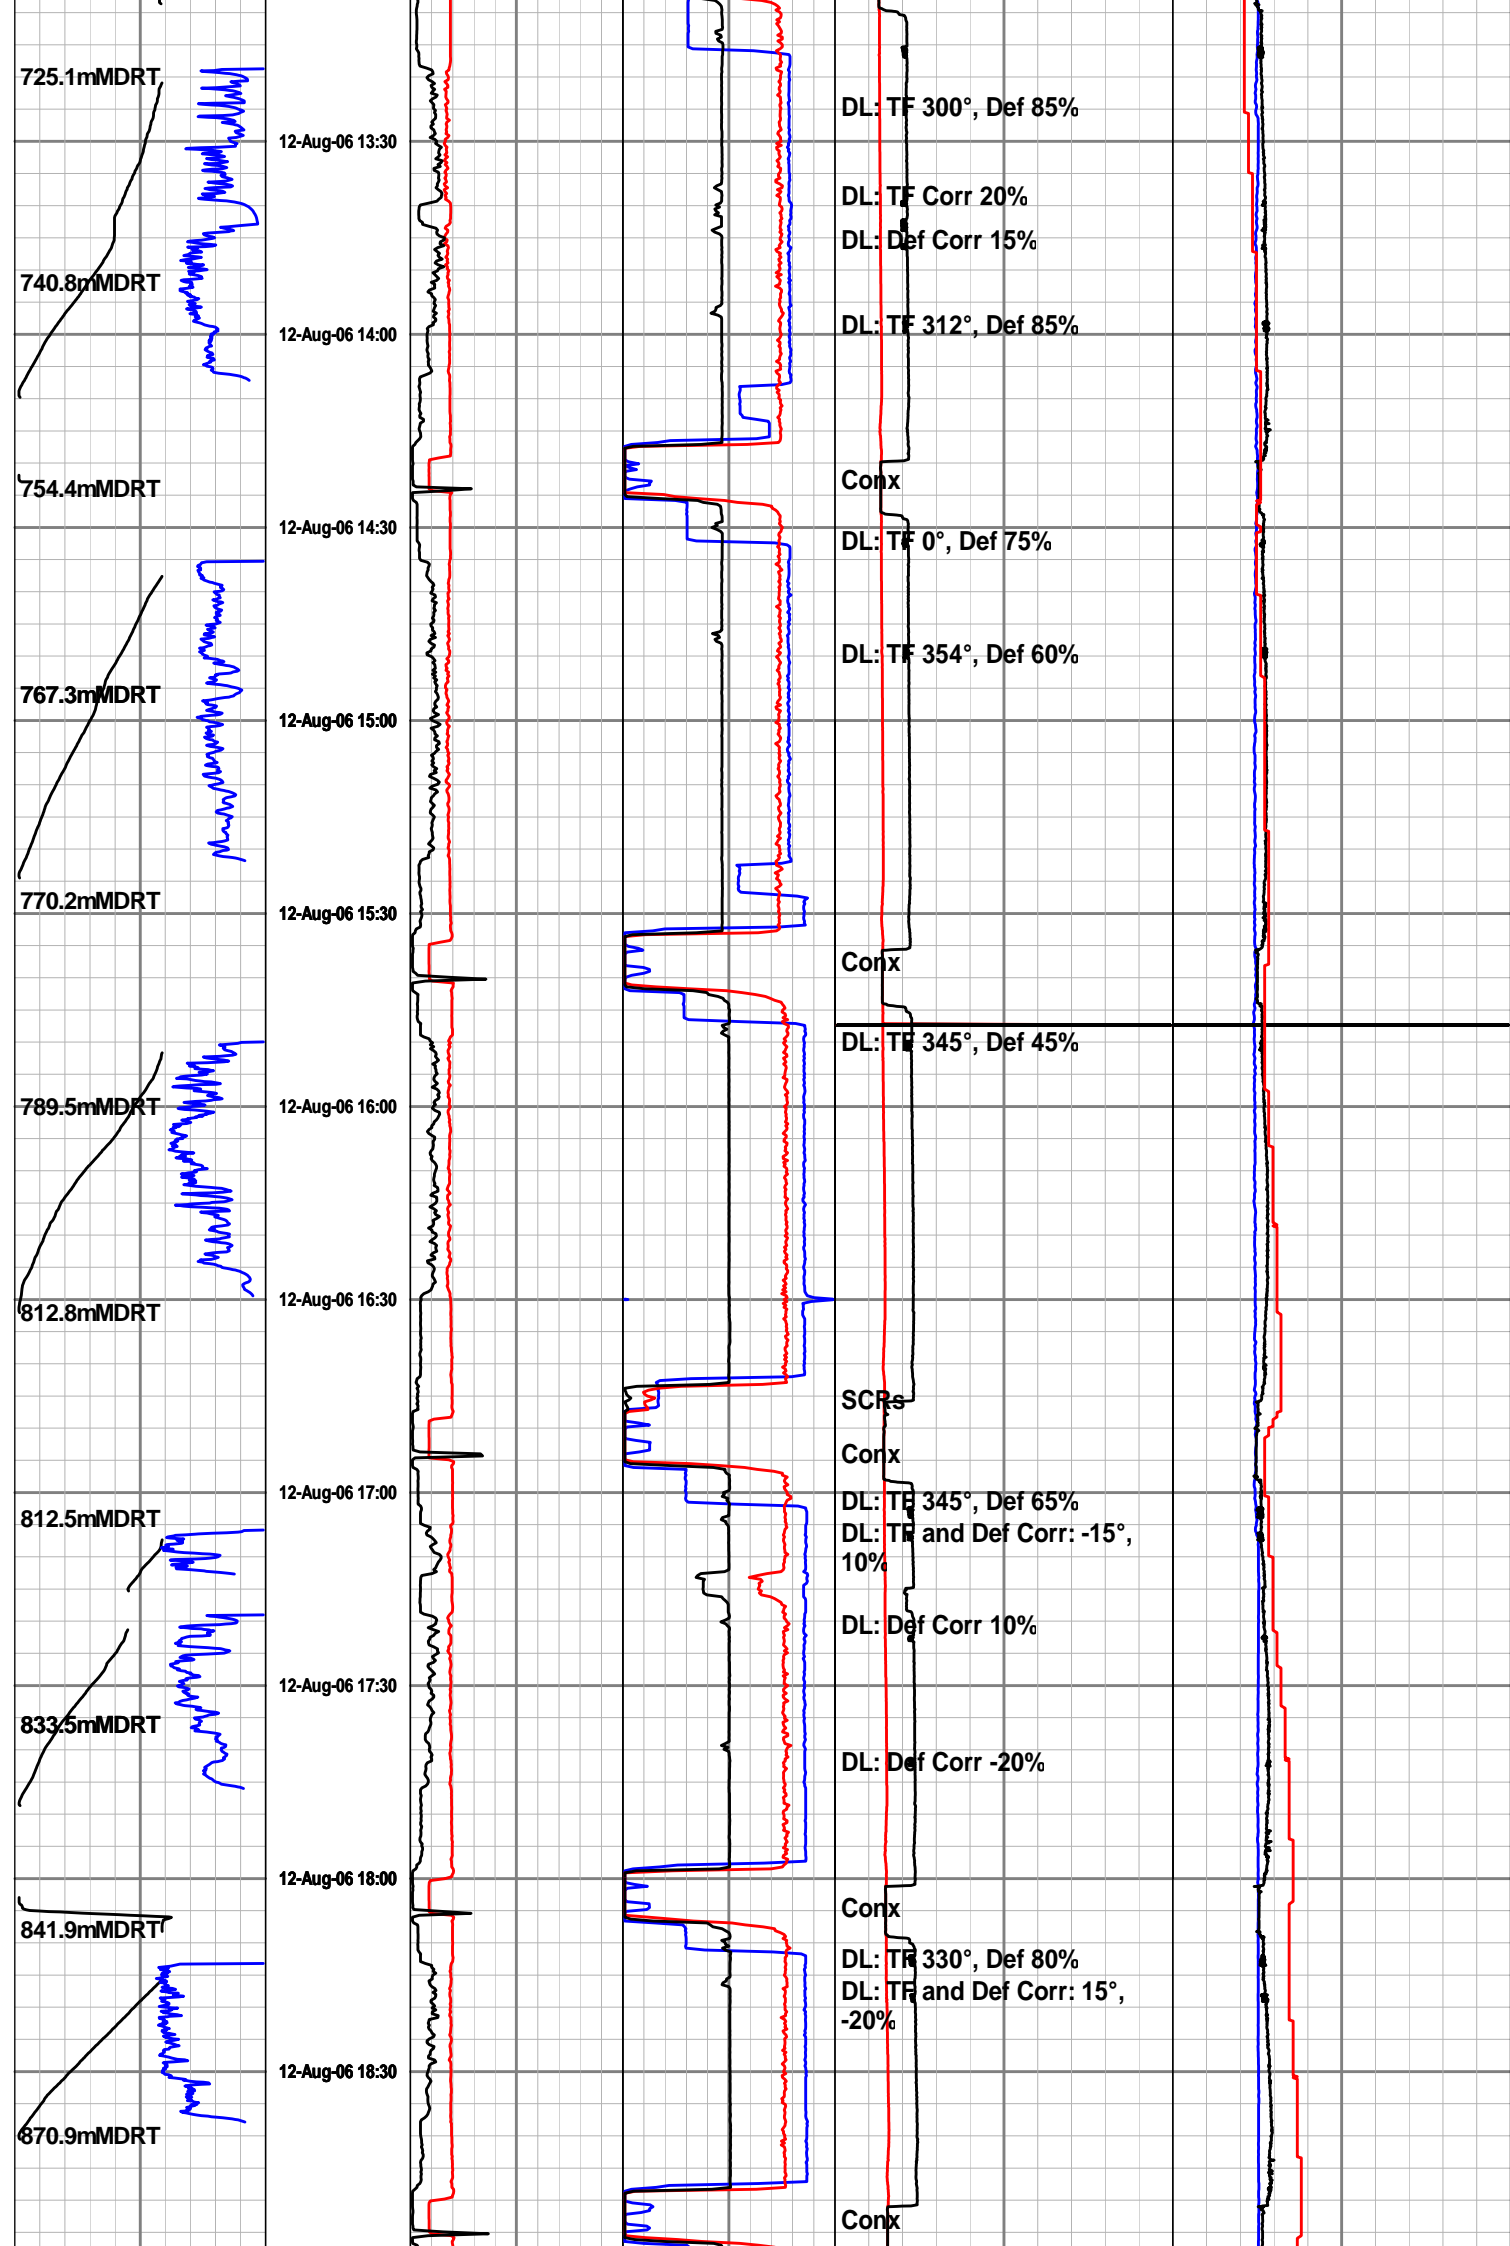 725.1mMDRT
DL: TF 300°, Def 85%
12-Aug-06 13:30
DL: TF Corr 20%
DL: Def Corr 15%
740.8mMDRT
DL: TF 312°, Def 85%
12-Aug-06 14:00
Conx
754.4mMDRT
12-Aug-06 14:30
DL: TF 0°, Def 75%
DL: TF 354°, Def 60%
767.3mMDRT
12-Aug-06 15:00
770.2mMDRT
12-Aug-06 15:30
Conx
DL: TF 345°, Def 45%
789.5mMDRT
12-Aug-06 16:00
12-Aug-06 16:30
812.8mMDRT
SCRs
Conx
12-Aug-06 17:00
DL: TF 345°, Def 65%
812.5mMDRT
DL: TF and Def Corr: -15°,
10%
DL: Def Corr 10%
12-Aug-06 17:30
833.5mMDRT
DL: Def Corr -20%
12-Aug-06 18:00
Conx
841.9mMDRT
DL: TF 330°, Def 80%
DL: TF and Def Corr: 15°,
-20%
12-Aug-06 18:30
870.9mMDRT
Conx